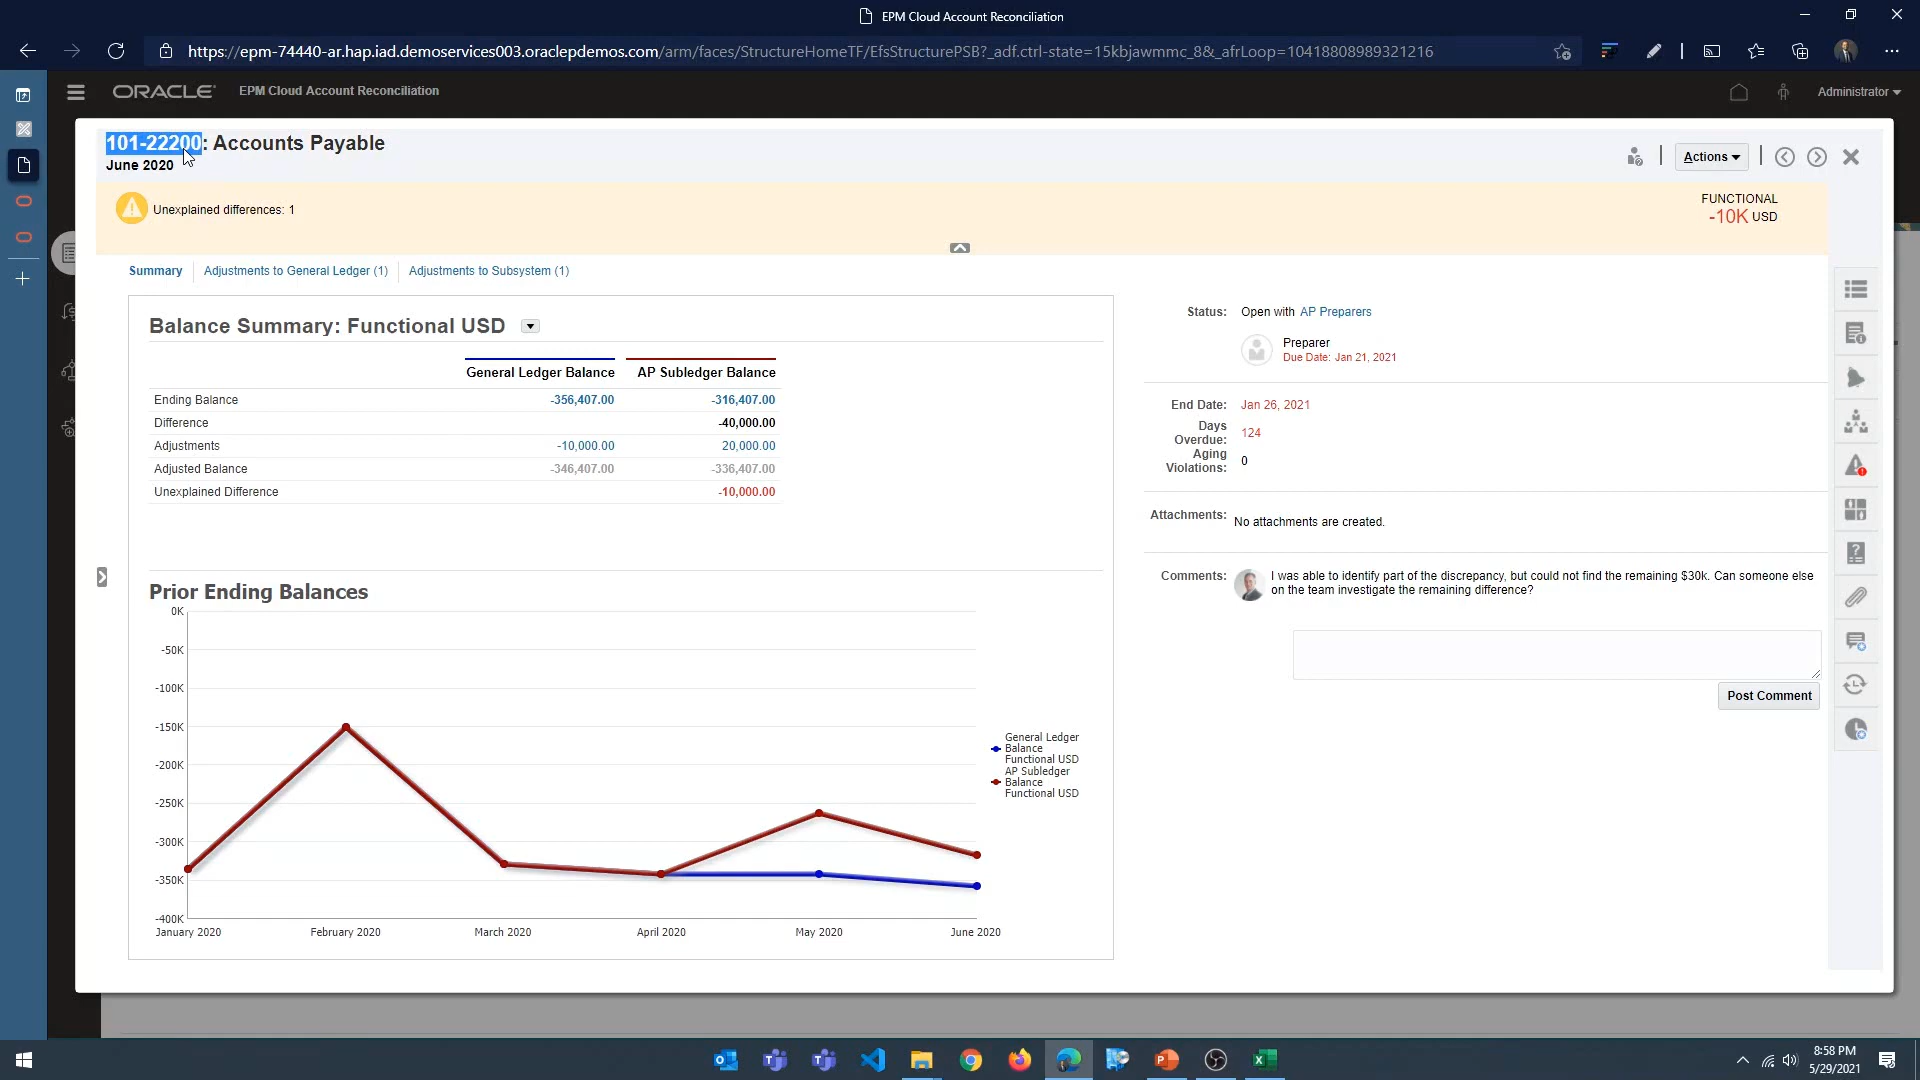 EPM Cloud Account Reconciliation
https://epm-74440-ar.hap.iad.demoservices003.oraclepdemos.com/arm/faces/StructureHomeTF/EfsStructurePSB?_adf.ctrl-state=15kbjawmmc_8&_afrLoop=10418808989321216
ORACLE EPM Cloud Account Reconciliation
Administrator
101-22200: Accounts Payable
June 2020
Actions
Unexplained differences: 1
FUNCTIONAL
-10K USD
Summary Adjustments to General Ledger (1) Adjustments to Subsystem (1)
Balance Summary: Functional USD
General Ledger Balance AP Subledger Balance
Ending Balance -356,407.00 -316,407.00
Difference -40,000.00
Adjustments -10,000.00 20,000.00
Adjusted Balance -346,407.00 -336,407.00
Unexplained Difference -10,000.00
Prior Ending Balances
0K
-50K
-100K
-150K
-200K
-250K
-300K
-350K
-400K
January 2020 February 2020 March 2020 April 2020 May 2020 June 2020
General Ledger
Balance
Functional USD
AP Subledger
Balance
Functional USD
Status: Open with AP Preparers
Preparer
Due Date: Jan 21, 2021
End Date: Jan 26, 2021
Days
Overdue: 124
Aging
Violations: 0
Attachments: No attachments are created.
Comments: I was able to identify part of the discrepancy, but could not find the remaining $30k. Can someone else
on the team investigate the remaining difference?
Post Comment
8:58 PM
5/29/2021